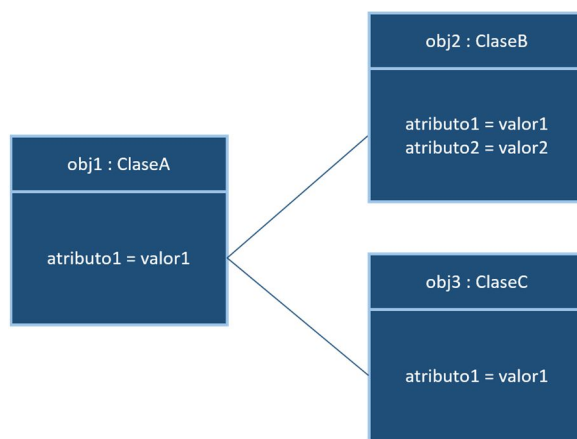 obj1 : ClaseA
atributo1 = valor1
obj2 : ClaseB
atributo1 = valor1
atributo2 = valor2
obj3 : ClaseC
atributo1 = valor1